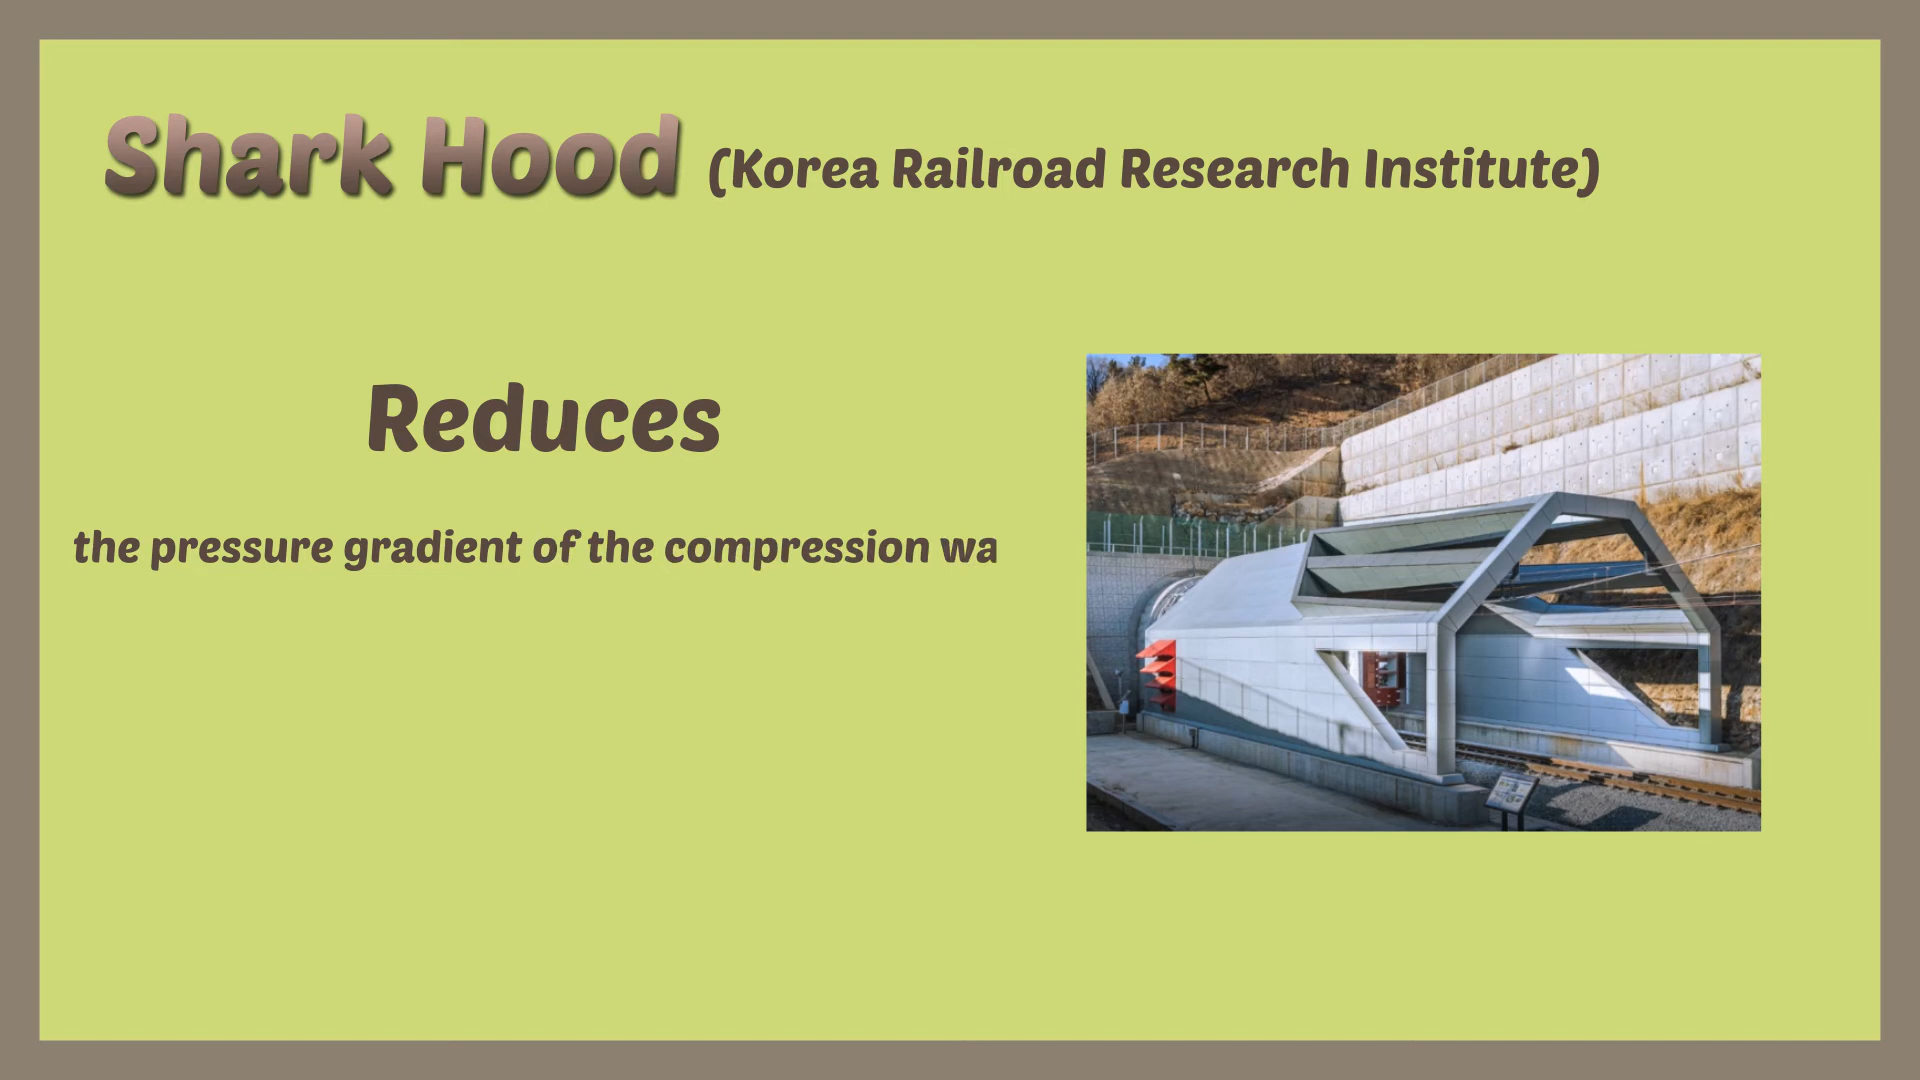 Shark Hood (Korea Railroad Research Institute)
Reduces
the pressure gradient of the compression wa